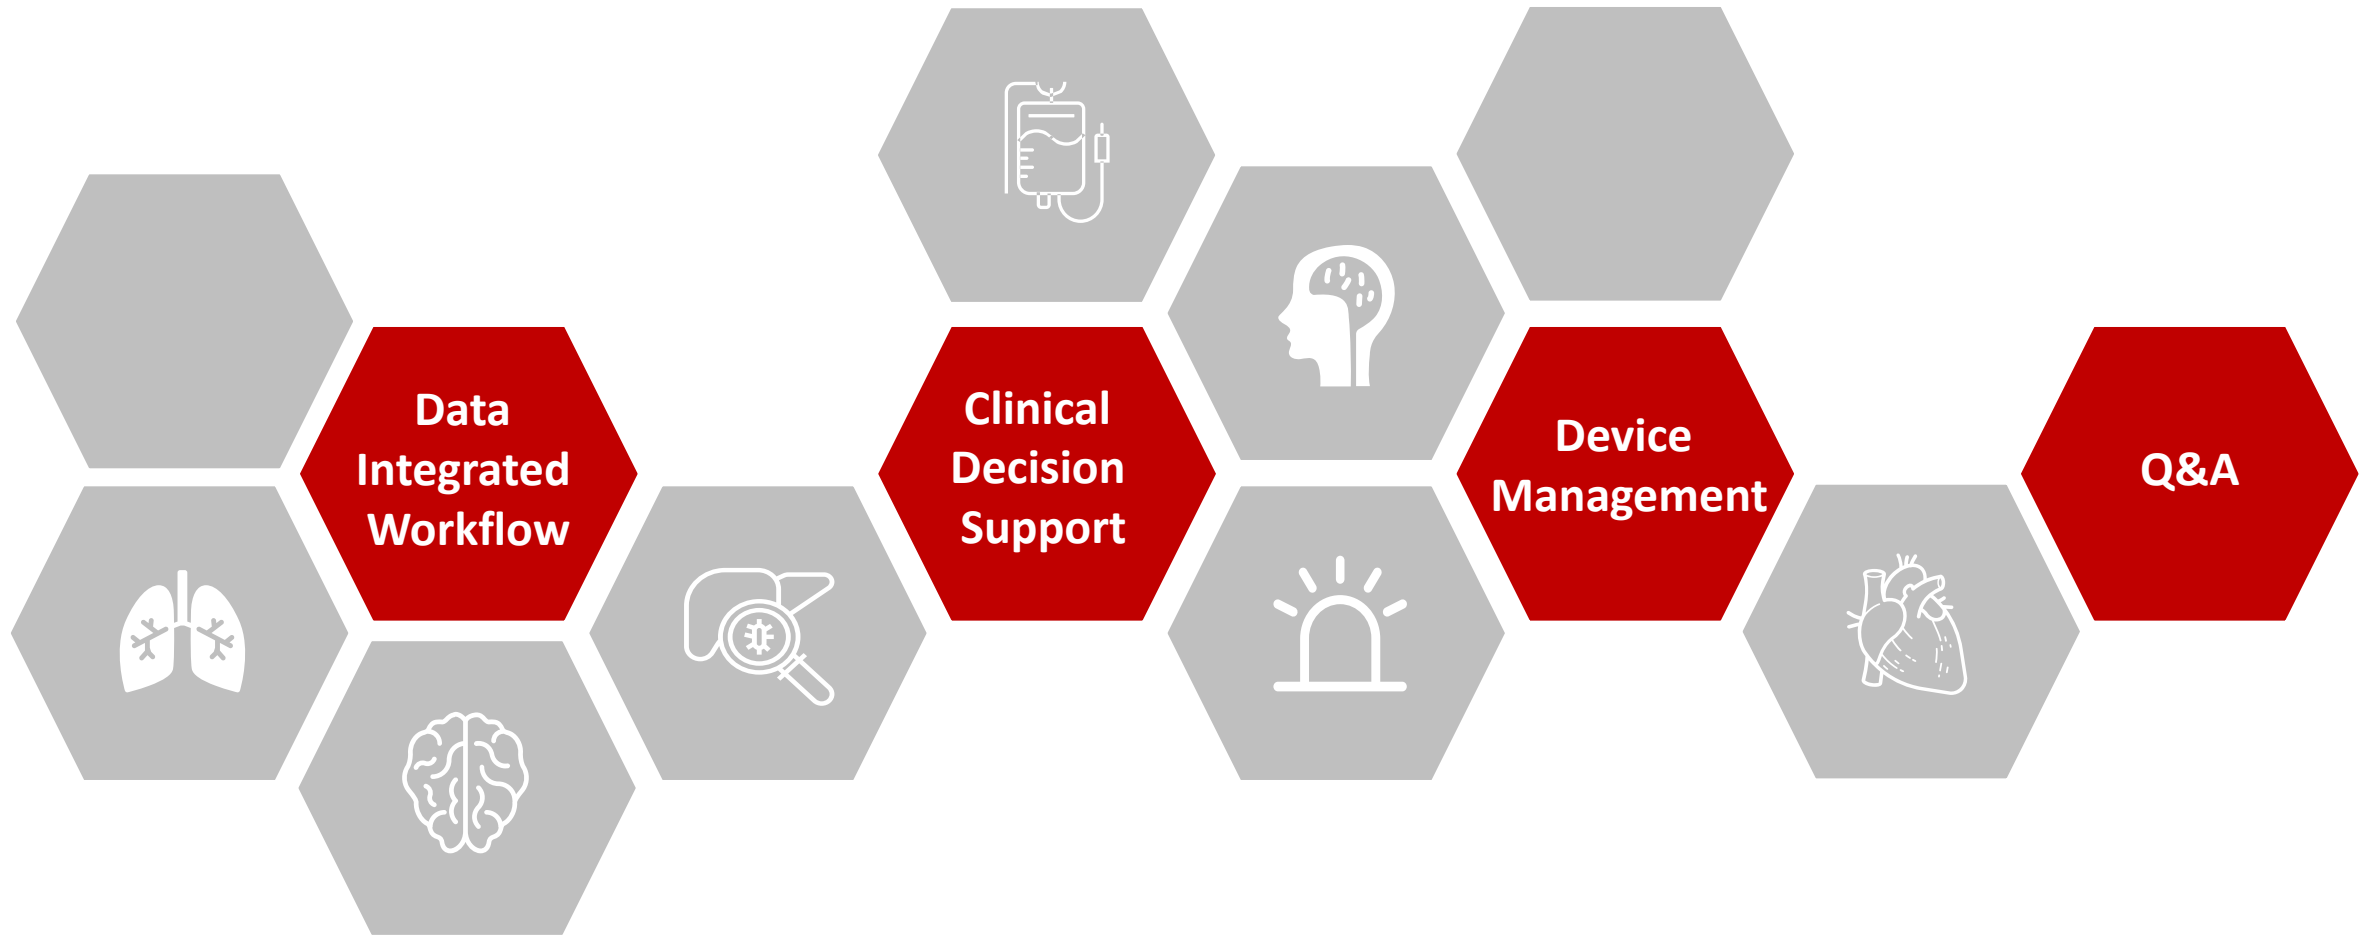 Data
Integrated
Workflow
Clinical
Decision
Support
Device
Management
Q&A